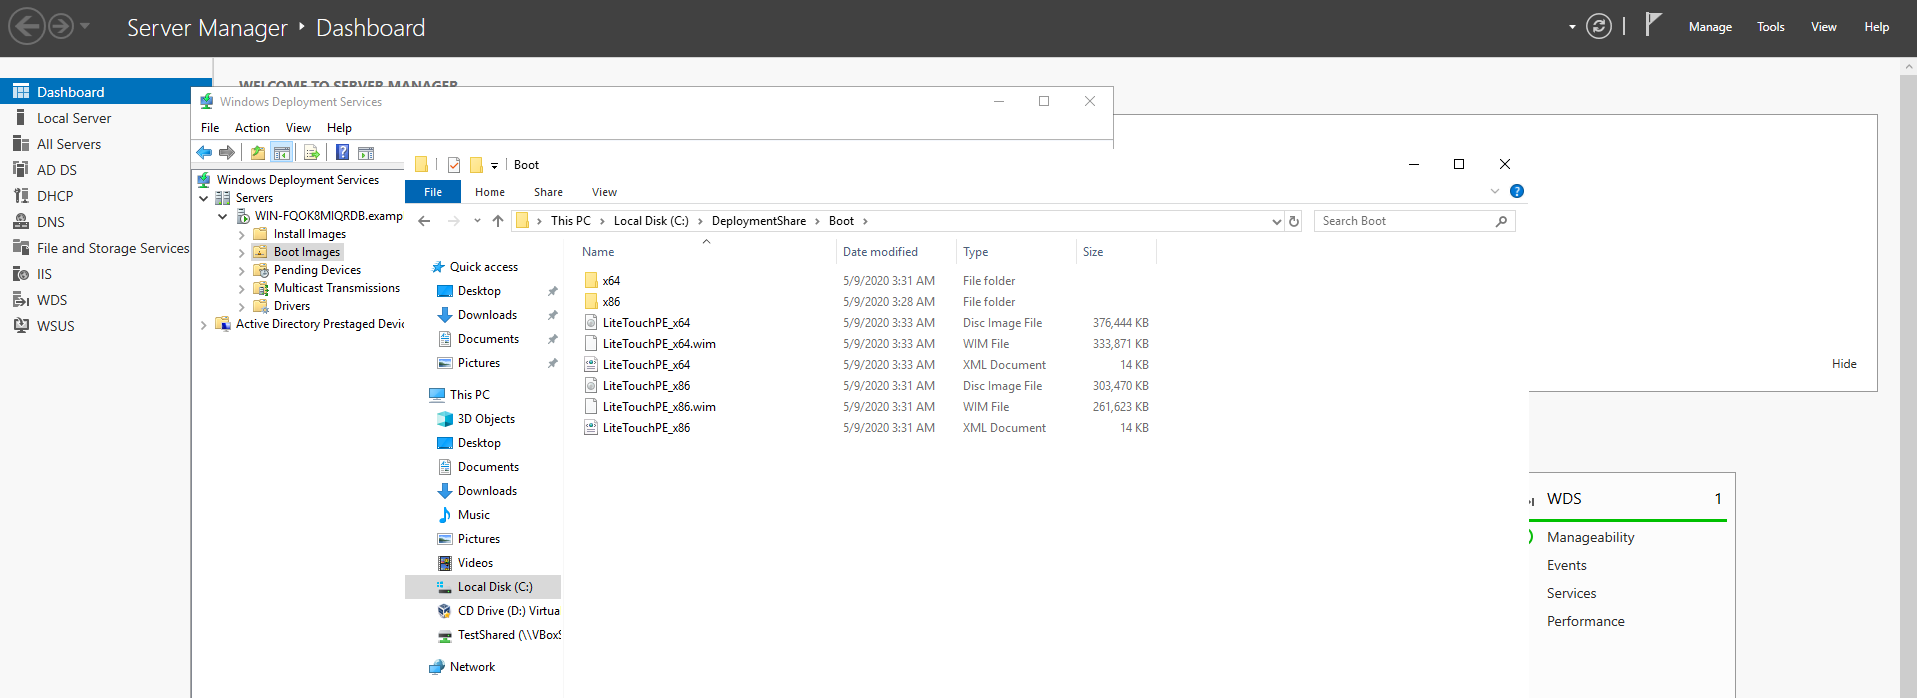 Server Manager ‣ Dashboard
Manage Tools View Help
WELCOME TO SERVER MANAGER
Dashboard
Local Server
All Servers
AD DS
DHCP
DNS
File and Storage Services
IIS
WDS
WSUS
Windows Deployment Services
File Action View Help
Windows Deployment Services
Servers
WIN-FQOK8MIQRDB.examp
Install Images
Boot Images
Pending Devices
Multicast Transmissions
Drivers
Active Directory Prestaged Devic
Boot
File Home Share View
This PC > Local Disk (C:) > DeploymentShare > Boot >
Search Boot
Quick access
Desktop
Downloads
Documents
Pictures
This PC
3D Objects
Desktop
Documents
Downloads
Music
Pictures
Videos
Local Disk (C:)
CD Drive (D:) Virtua
TestShared (\\VBoxS
Network
Name Date modified Type Size
x64 5/9/2020 3:31 AM File folder
x86 5/9/2020 3:28 AM File folder
LiteTouchPE_x64 5/9/2020 3:33 AM Disc Image File 376,444 KB
LiteTouchPE_x64.wim 5/9/2020 3:33 AM WIM File 333,871 KB
LiteTouchPE_x64 5/9/2020 3:33 AM XML Document 14 KB
LiteTouchPE_x86 5/9/2020 3:31 AM Disc Image File 303,470 KB
LiteTouchPE_x86.wim 5/9/2020 3:31 AM WIM File 261,623 KB
LiteTouchPE_x86 5/9/2020 3:31 AM XML Document 14 KB
Hide
WDS 1
Manageability
Events
Services
Performance